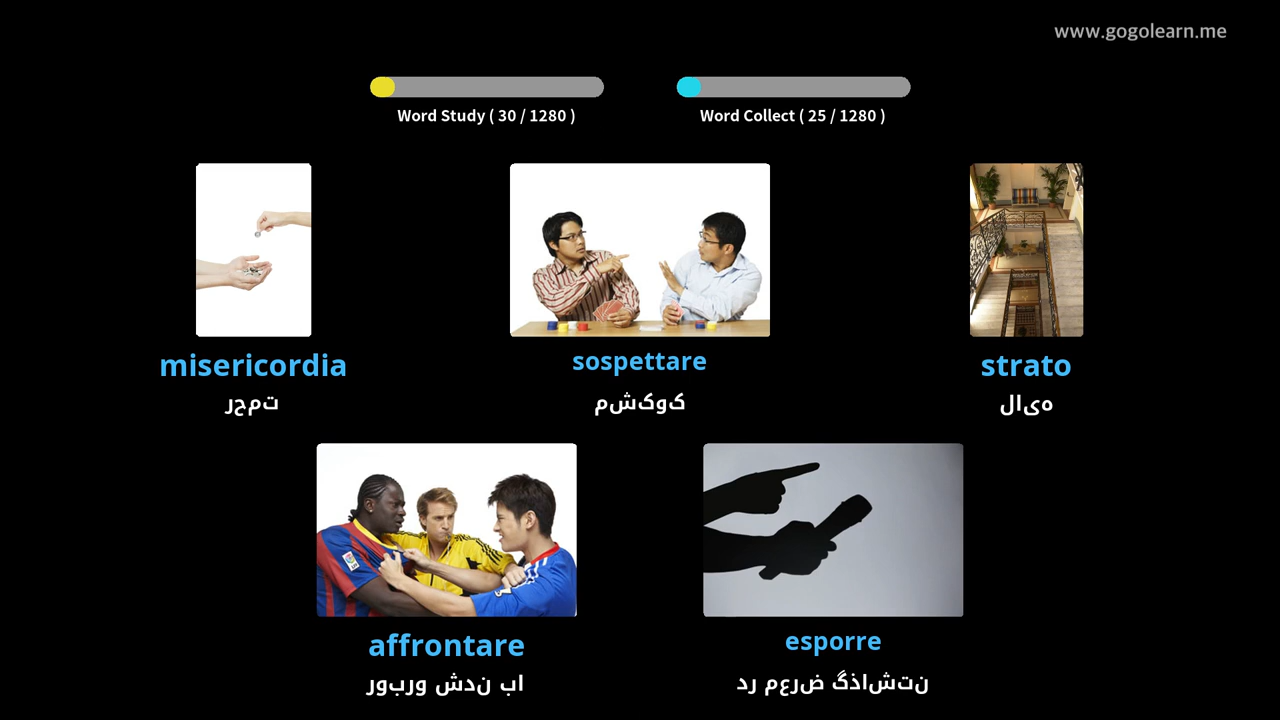 www.gogolearn.me
Word Study ( 30 / 1280 )
Word Collect ( 25 / 1280 )
misericordia
تمحر
sospettare
کوکشم
strato
هیال
affrontare
اب ندش وربور
esporre
نتشاذگ ضرعم رد